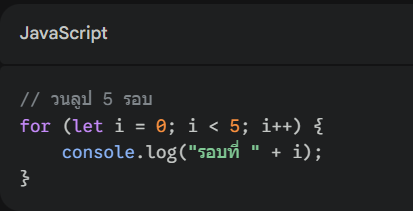 JavaScript
// วนลูป 5 รอบ
for (let i = 0; i < 5; i++) {
    console.log("รอบที่ " + i);
}